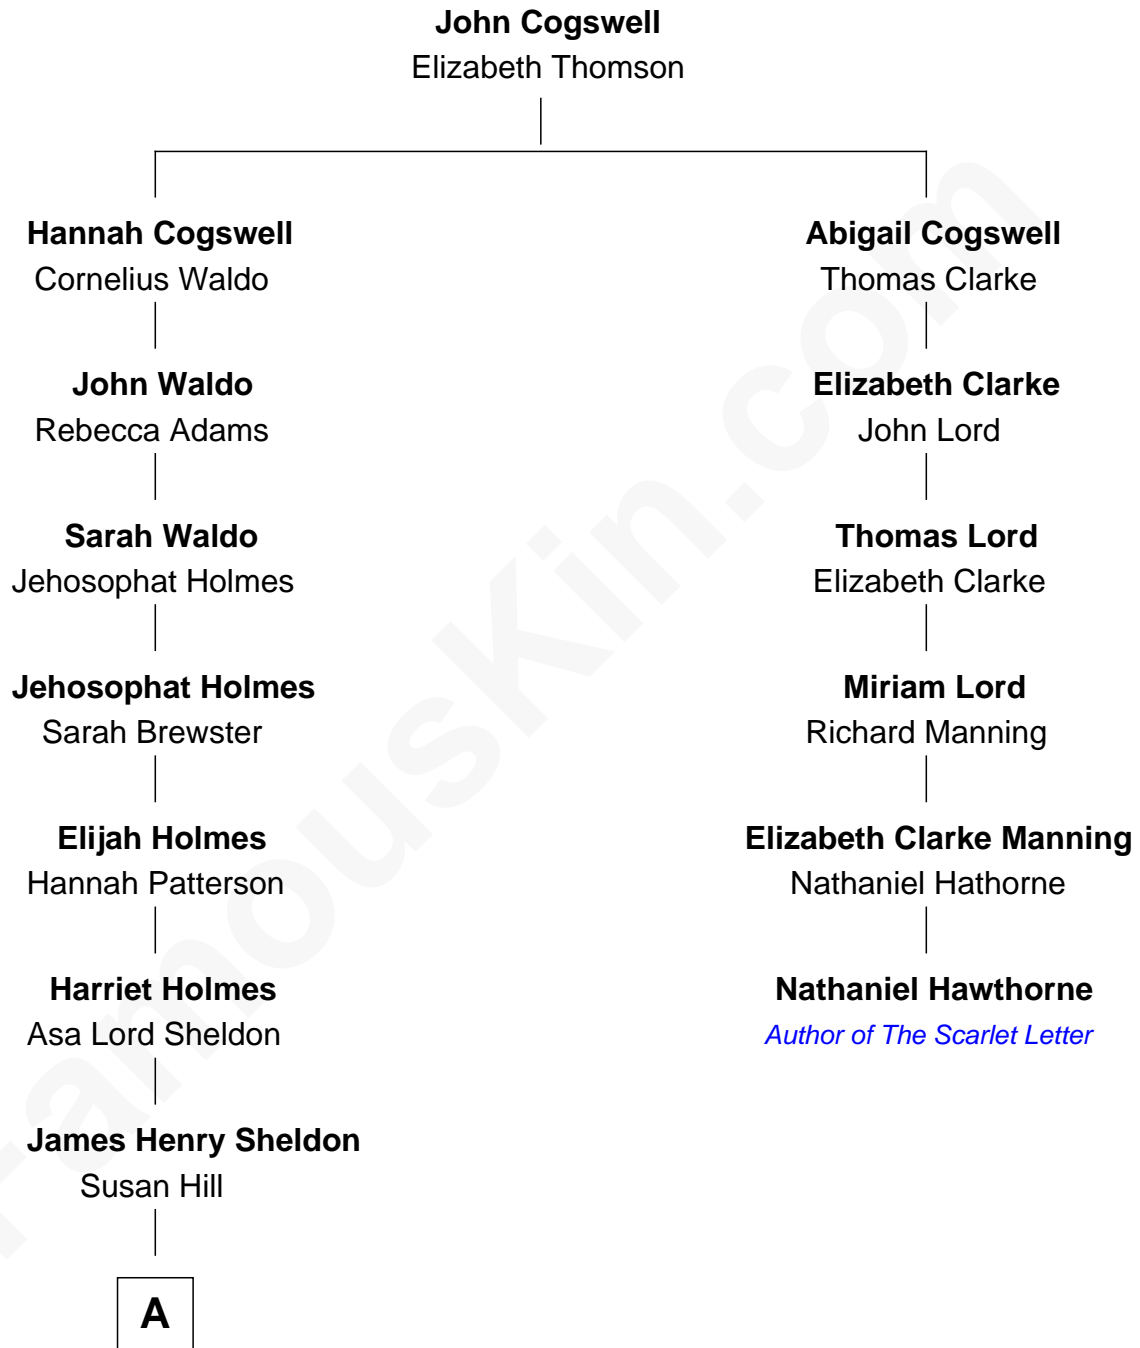 John Cogswell
Elizabeth Thomson
Hannah Cogswell
Cornelius Waldo
Abigail Cogswell
Thomas Clarke
John Waldo
Rebecca Adams
Elizabeth Clarke
John Lord
Sarah Waldo
Jehosophat Holmes
Thomas Lord
Elizabeth Clarke
Jehosophat Holmes
Sarah Brewster
Miriam Lord
Richard Manning
Elijah Holmes
Hannah Patterson
Elizabeth Clarke Manning
Nathaniel Hathorne
Harriet Holmes
Asa Lord Sheldon
Nathaniel Hawthorne
Author of The Scarlet Letter
James Henry Sheldon
Susan Hill
A
FamousKin.com